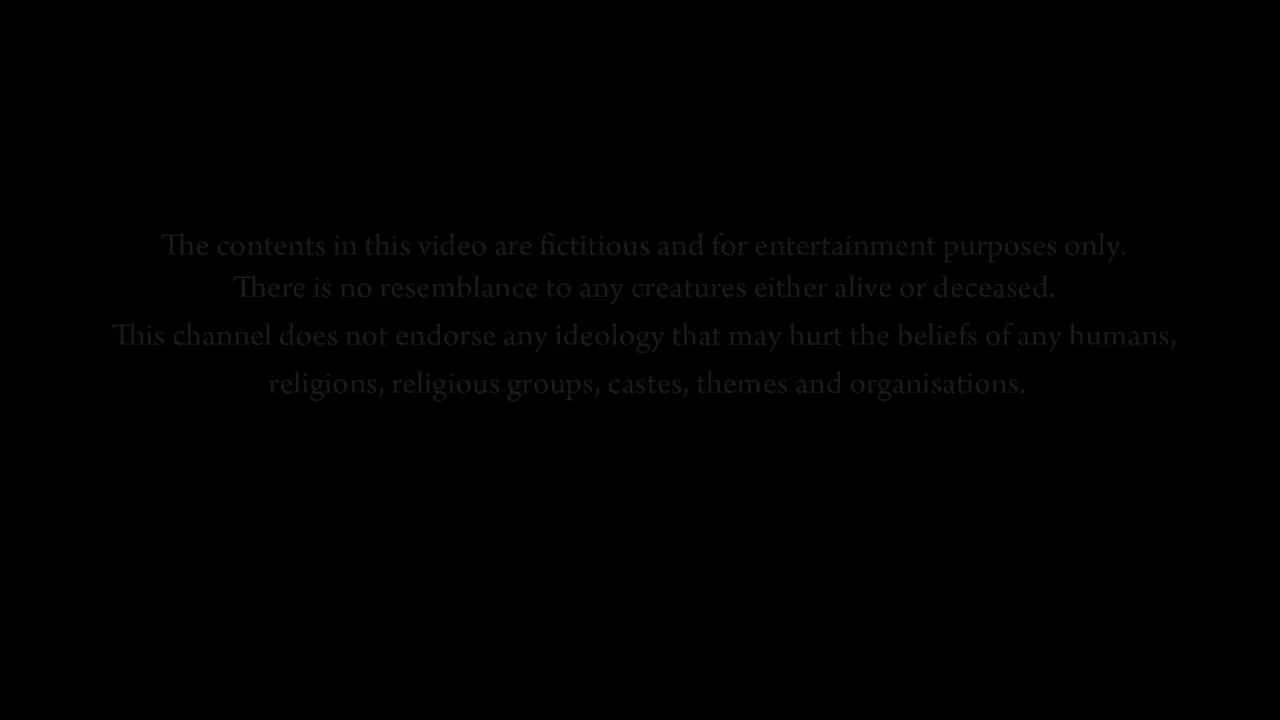 The contents in this video are fictitious and for entertainment purposes only.
There is no resemblance to any creatures either alive or deceased.
This channel does not endorse any ideology that may hurt the beliefs of any humans,
religions, religious groups, castes, themes and organisations.